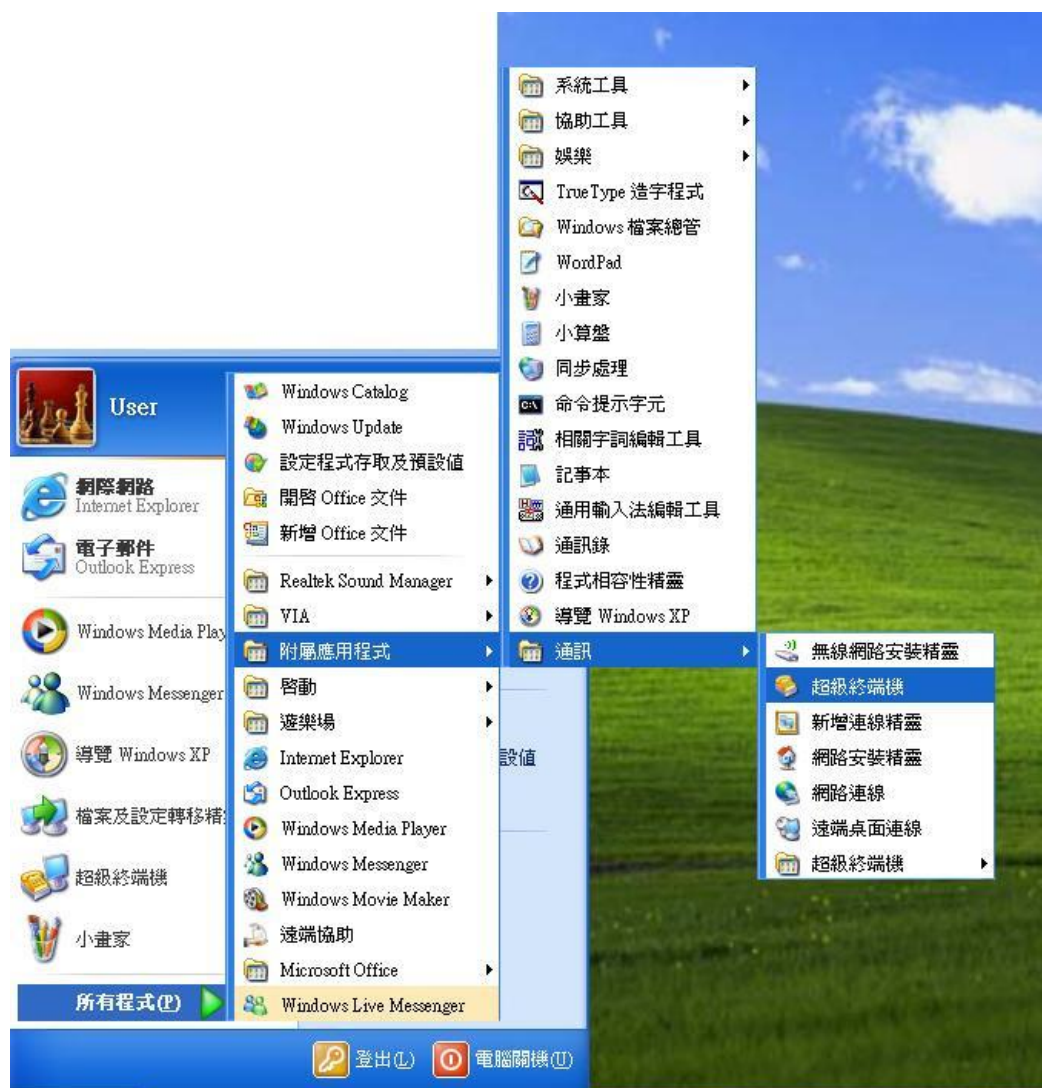 User
網際網路
Internet Explorer
電子郵件
Outlook Express
Windows Media Play
Windows Messenger
導覽 Windows XP
檔案及設定轉移精
超級終端機
小畫家
所有程式(P)
Windows Catalog
Windows Update
設定程式存取及預設值
開啓 Office 文件
新增 Office 文件
Realtek Sound Manager
VIA
附屬應用程式
啓動
遊樂場
Internet Explorer
Outlook Express
Windows Media Player
Windows Messenger
Windows Movie Maker
遠端協助
Microsoft Office
Windows Live Messenger
系統工具
協助工具
娛樂
TrueType 造字程式
Windows 檔案總管
WordPad
小畫家
小算盤
同步處理
命令提示字元
相關字詞編輯工具
記事本
通用輸入法編輯工具
通訊錄
程式相容性精靈
導覽 Windows XP
通訊
無線網路安裝精靈
超級終端機
新增連線精靈
網路安裝精靈
網路連線
遠端桌面連線
超級終端機
設值
登出(L)
電腦關機(U)